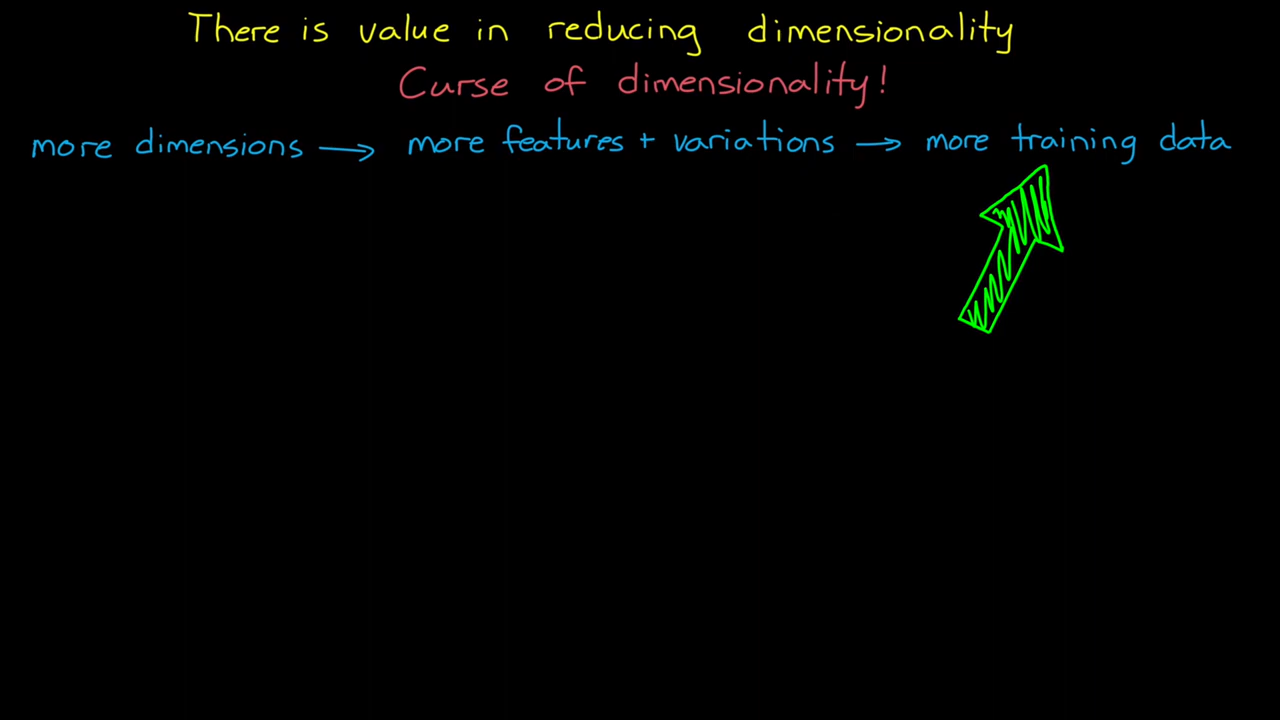 There is value in reducing dimensionality
Curse of dimensionality!
more dimensions → more features + variations → more training data